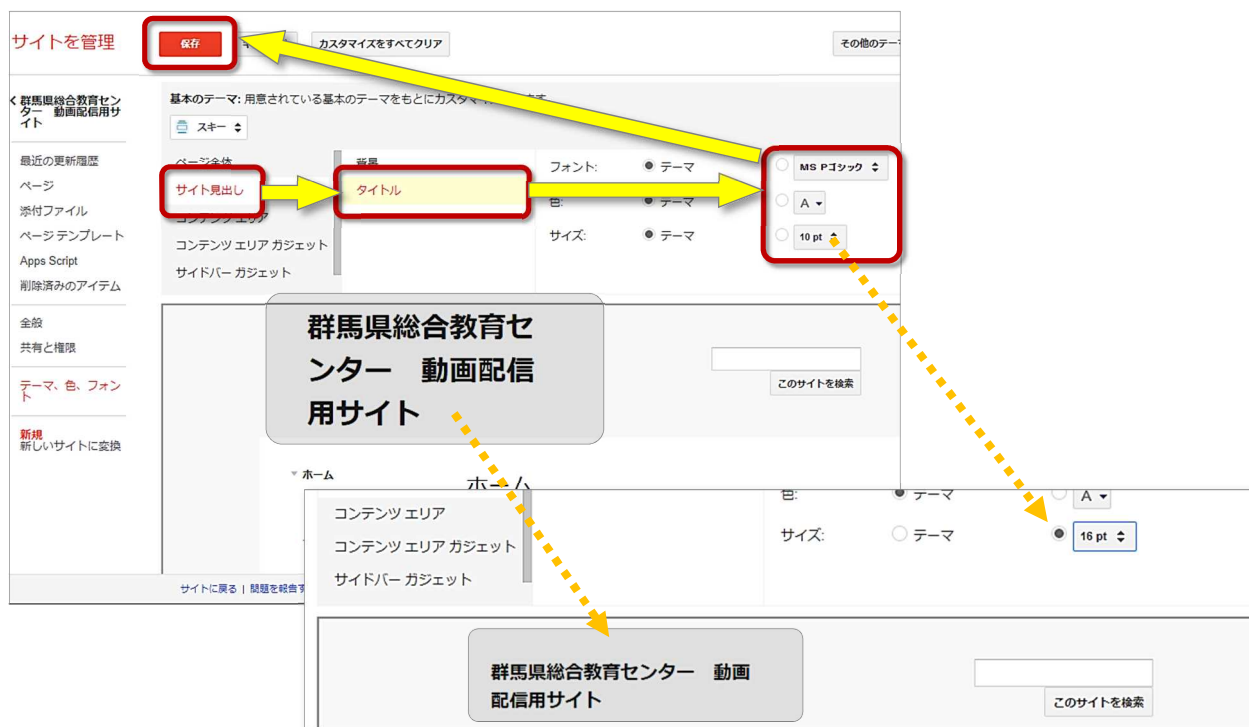 サイトを管理
保存
カスタマイズをすべてクリア
その他のテーマ
群馬県総合教育セン
ター　動画配信用サ
イト
最近の更新履歴
ページ
添付ファイル
ページ テンプレート
Apps Script
削除済みのアイテム
全般
共有と権限
テーマ、色、フォン
ト
新規
新しいサイトに変換
基本のテーマ: 用意されている基本のテーマをもとにカスタマイ
スキー
ページ全体
サイト見出し
コンテンツ エリア
コンテンツ エリア ガジェット
サイドバー ガジェット
背景
タイトル
フォント:
テーマ
MS Pゴシック
色:
テーマ
A
サイズ:
テーマ
10 pt
群馬県総合教育セ
ンター　動画配信
用サイト
このサイトを検索
ホーム
ホーム
サイトに戻る | 問題を報告す
コンテンツ エリア
コンテンツ エリア ガジェット
サイドバー ガジェット
色:
テーマ
A
サイズ:
テーマ
16 pt
群馬県総合教育センター　動画
配信用サイト
このサイトを検索